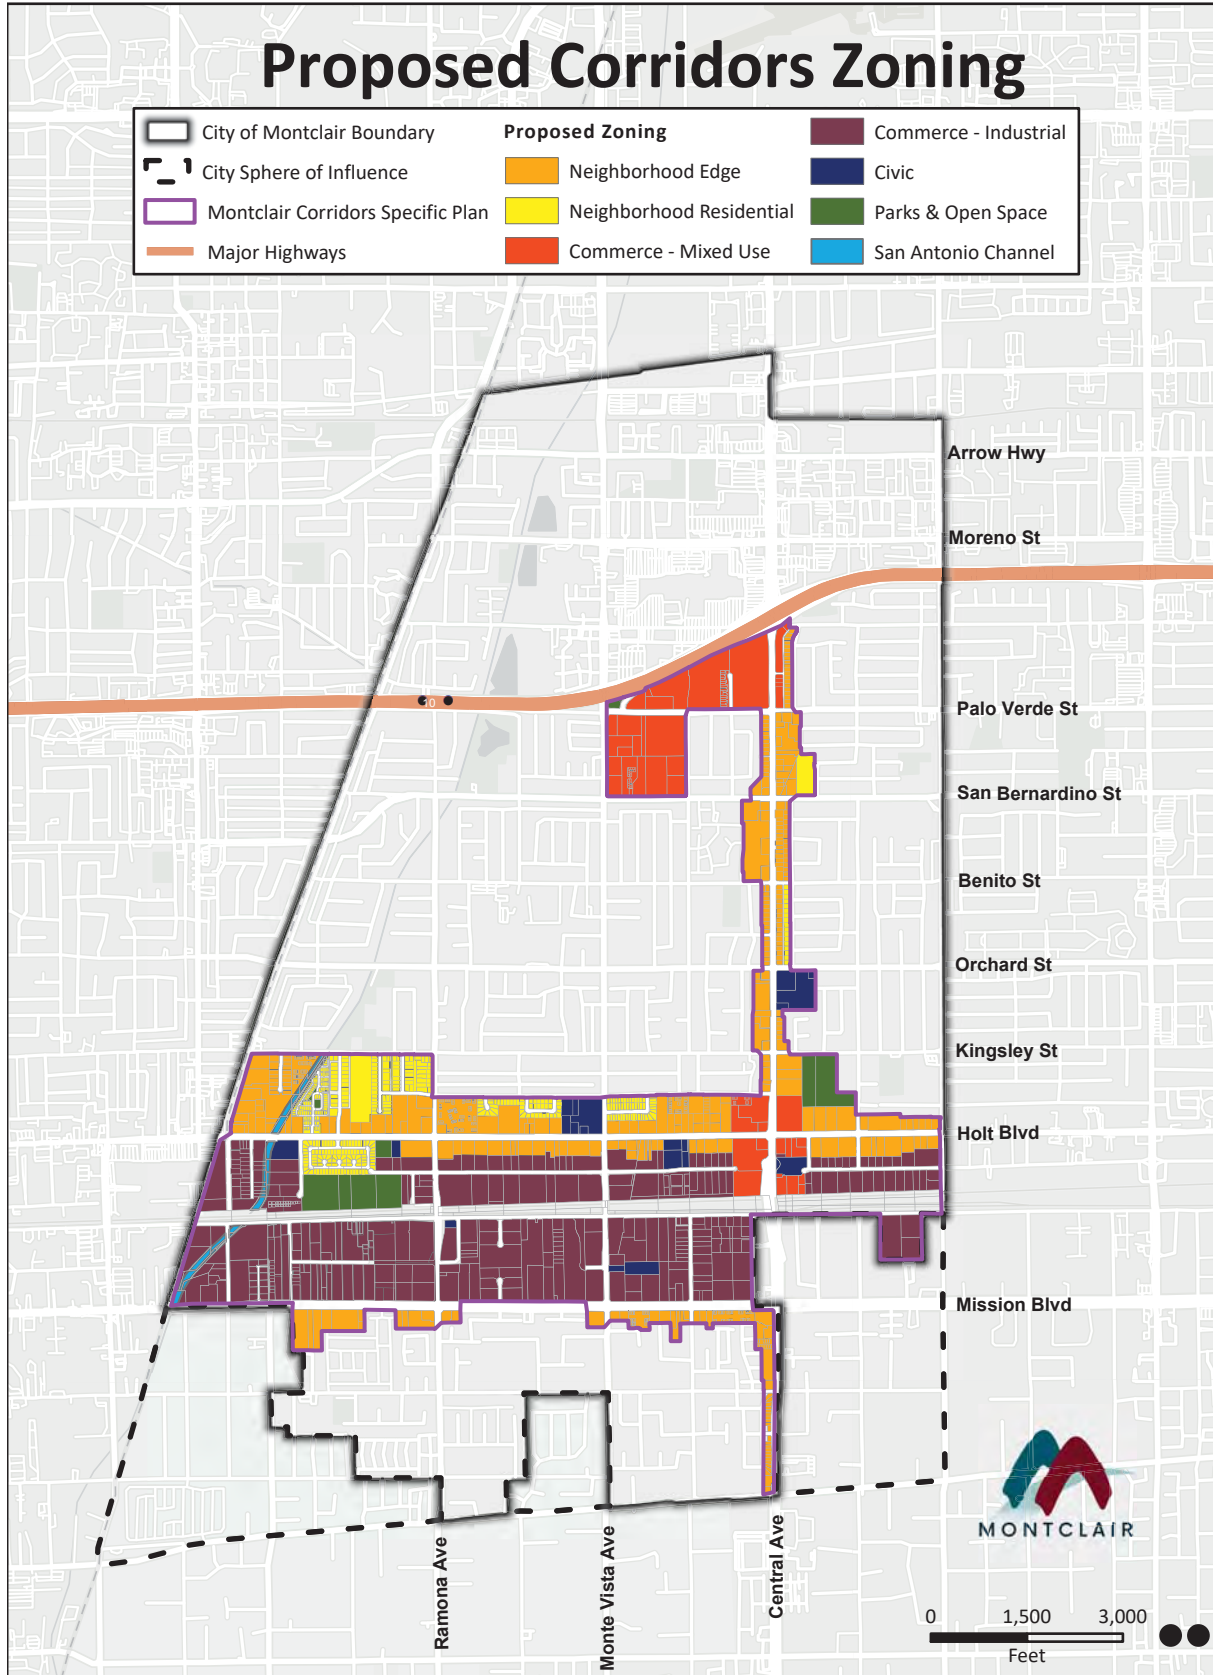 Proposed Corridors Zoning
City of Montclair Boundary
City Sphere of Influence
Montclair Corridors Specific Plan
Major Highways
Proposed Zoning
Neighborhood Edge
Neighborhood Residential
Commerce - Mixed Use
Commerce - Industrial
Civic
Parks & Open Space
San Antonio Channel
Arrow Hwy
Moreno St
10
Palo Verde St
San Bernardino St
Benito St
Orchard St
Kingsley St
Holt Blvd
Mission Blvd
Ramona Ave
Monte Vista Ave
Central Ave
MONTCLAIR
0 1,500 3,000
Feet